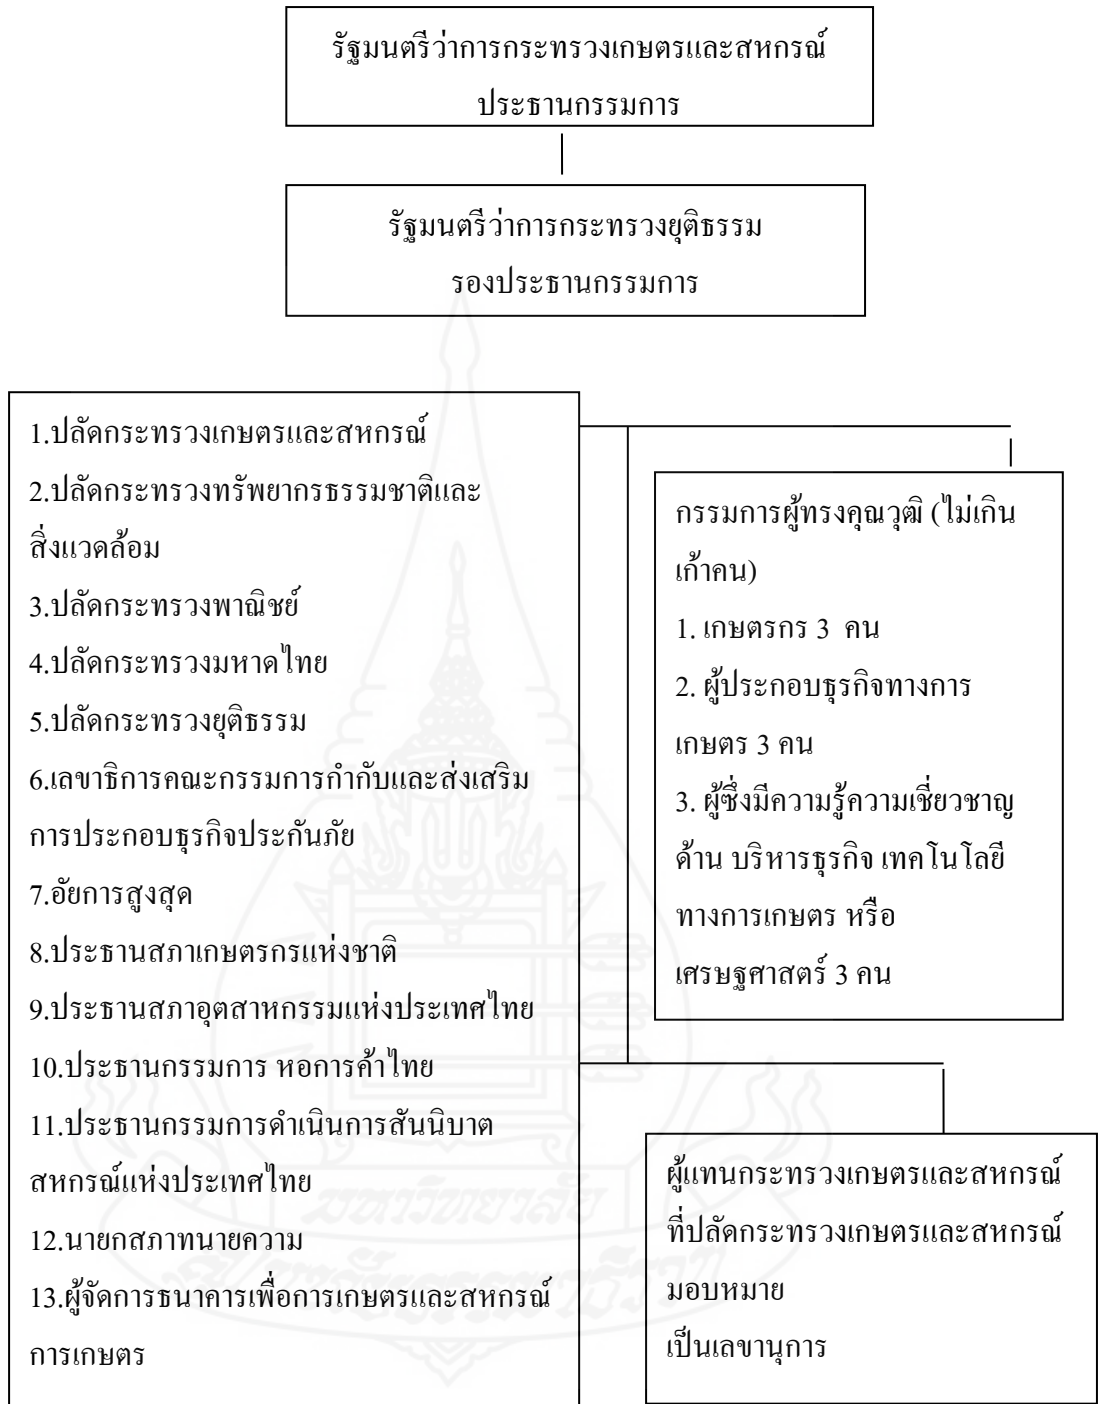 รัฐมนตรีว่าการกระทรวงเกษตรและสหกรณ์
ประธานกรรมการ
รัฐมนตรีว่าการกระทรวงยุติธรรม
รองประธานกรรมการ
1.ปลัดกระทรวงเกษตรและสหกรณ์
2.ปลัดกระทรวงทรัพยากรธรรมชาติและ
สิ่งแวดล้อม
3.ปลัดกระทรวงพาณิชย์
4.ปลัดกระทรวงมหาดไทย
5.ปลัดกระทรวงยุติธรรม
6.เลขาธิการคณะกรรมการกำกับและส่งเสริม
การประกอบธุรกิจประกันภัย
7.อัยการสูงสุด
8.ประธานสภาเกษตรกรแห่งชาติ
9.ประธานสภาอุตสาหกรรมแห่งประเทศไทย
10.ประธานกรรมการ หอการค้าไทย
11.ประธานกรรมการดำเนินการสันนิบาต
สหกรณ์แห่งประเทศไทย
12.นายกสภาทนายความ
13.ผู้จัดการธนาคารเพื่อการเกษตรและสหกรณ์
การเกษตร
กรรมการผู้ทรงคุณวุฒิ (ไม่เกิน
เก้าคน)
1. เกษตรกร 3 คน
2. ผู้ประกอบธุรกิจทางการ
เกษตร 3 คน
3. ผู้ซึ่งมีความรู้ความเชี่ยวชาญ
ด้าน บริหารธุรกิจ เทคโนโลยี
ทางการเกษตร หรือ
เศรษฐศาสตร์ 3 คน
ผู้แทนกระทรวงเกษตรและสหกรณ์
ที่ปลัดกระทรวงเกษตรและสหกรณ์
มอบหมาย
เป็นเลขานุการ
มหาวิทยาลัย
สุโขทัยธรรมาธิราช